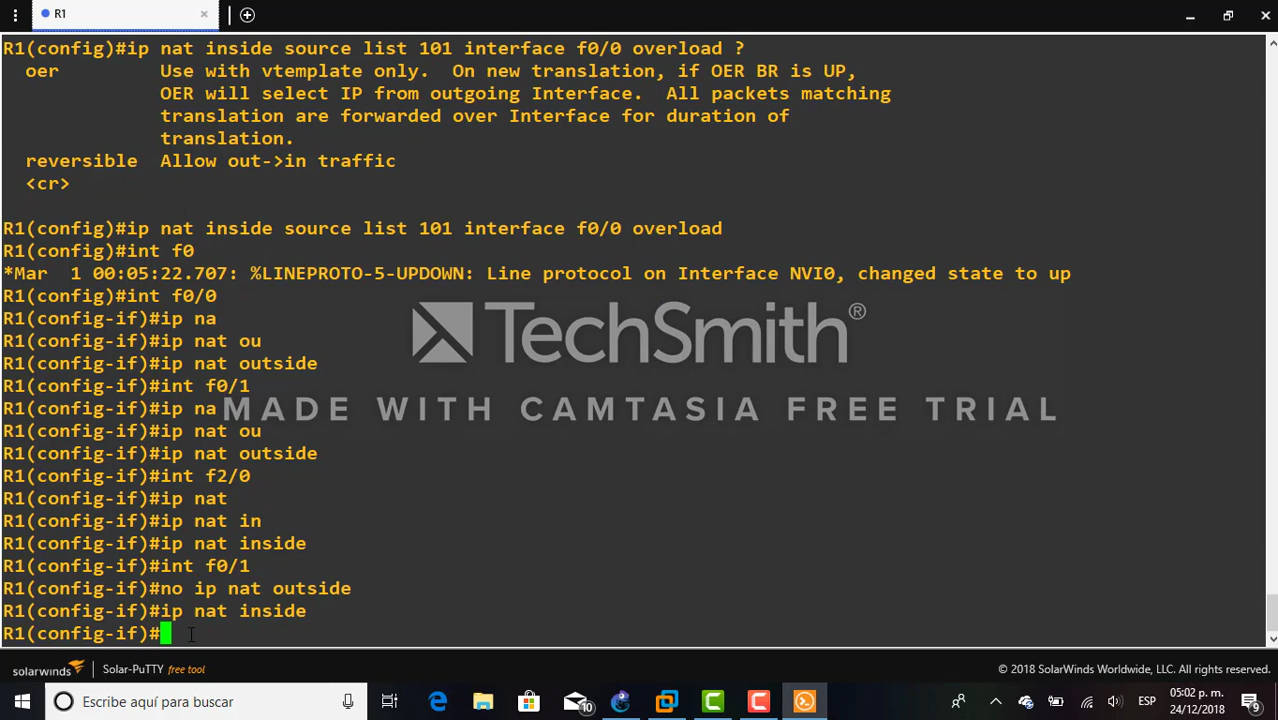 R1
R1(config)#ip nat inside source list 101 interface f0/0 overload ?
oer Use with vtemplate only. On new translation, if OER BR is UP,
OER will select IP from outgoing Interface. All packets matching
translation are forwarded over Interface for duration of
translation.
reversible Allow out->in traffic
<cr>
R1(config)#ip nat inside source list 101 interface f0/0 overload
R1(config)#int f0
*Mar 1 00:05:22.707: %LINEPROTO-5-UPDOWN: Line protocol on Interface NVI0, changed state to up
R1(config)#int f0/0
R1(config-if)#ip na
R1(config-if)#ip nat ou
R1(config-if)#ip nat outside
R1(config-if)#int f0/1
R1(config-if)#ip na
R1(config-if)#ip nat ou
R1(config-if)#ip nat outside
R1(config-if)#int f2/0
R1(config-if)#ip nat
R1(config-if)#ip nat in
R1(config-if)#ip nat inside
R1(config-if)#int f0/1
R1(config-if)#no ip nat outside
R1(config-if)#ip nat inside
R1(config-if)#
TechSmith®
MADE WITH CAMTASIA FREE TRIAL
solarwinds Solar-PuTTY free tool
© 2018 SolarWinds Worldwide, LLC. All rights reserved.
Escribe aquí para buscar
10
ESP
05:02 p. m.
24/12/2018
9